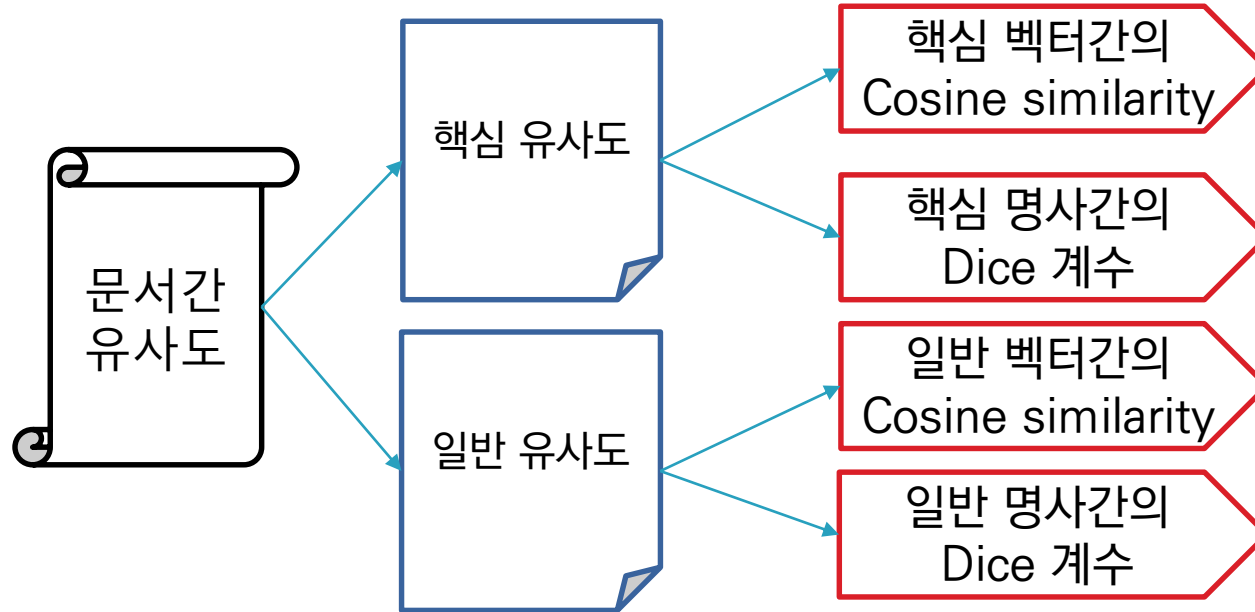 문서간
유사도
핵심 유사도
일반 유사도
핵심 벡터간의
Cosine similarity
핵심 명사간의
Dice 계수
일반 벡터간의
Cosine similarity
일반 명사간의
Dice 계수